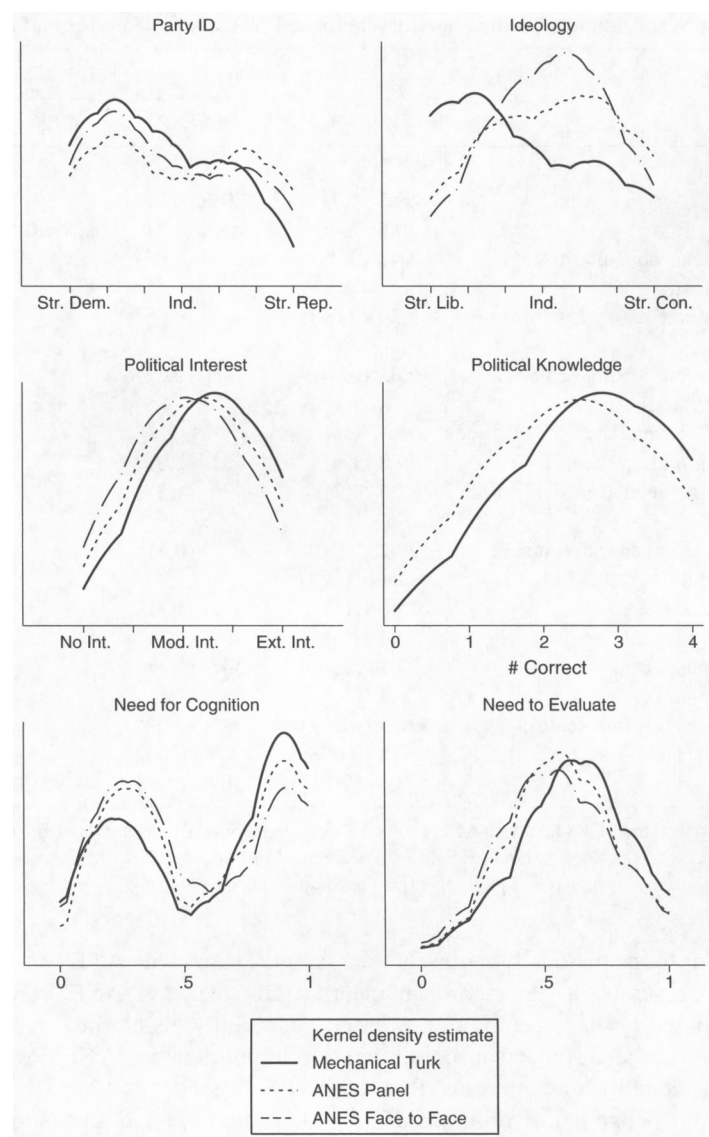 Party ID
Ideology
Str. Dem. Ind. Str. Rep.
Str. Lib. Ind. Str. Con.
Political Interest
Political Knowledge
No Int. Mod. Int. Ext. Int.
0 1 2 3 4
# Correct
Need for Cognition
Need to Evaluate
0 .5 1
0 .5 1
Kernel density estimate
Mechanical Turk
ANES Panel
ANES Face to Face